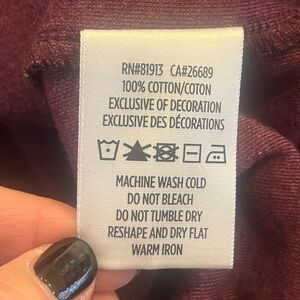 RN#81913 CA#26689
100% COTTON/COTON
EXCLUSIVE OF DECORATION
EXCLUSIVE DES DÉCORATIONS
MACHINE WASH COLD
DO NOT BLEACH
DO NOT TUMBLE DRY
RESHAPE AND DRY FLAT
WARM IRON